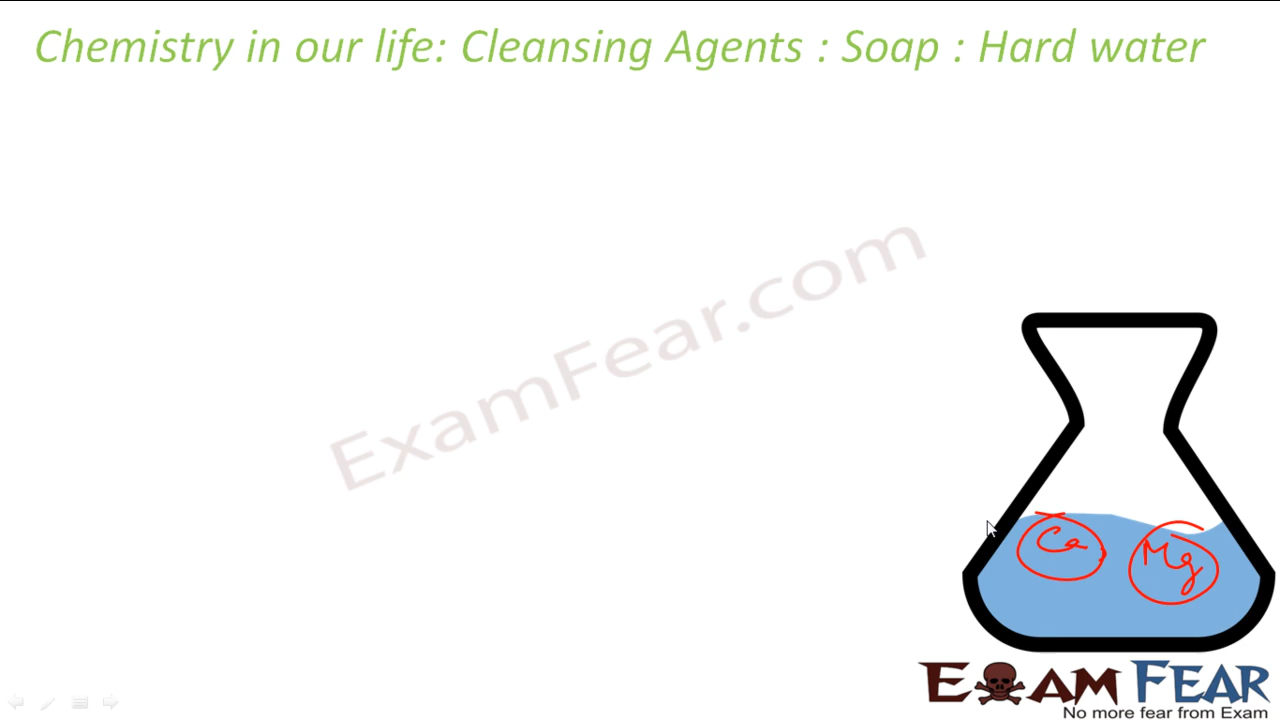 Chemistry in our life: Cleansing Agents : Soap : Hard water
ExamFear.com
Ca, Mg
EXAM FEAR
No more fear from Exam